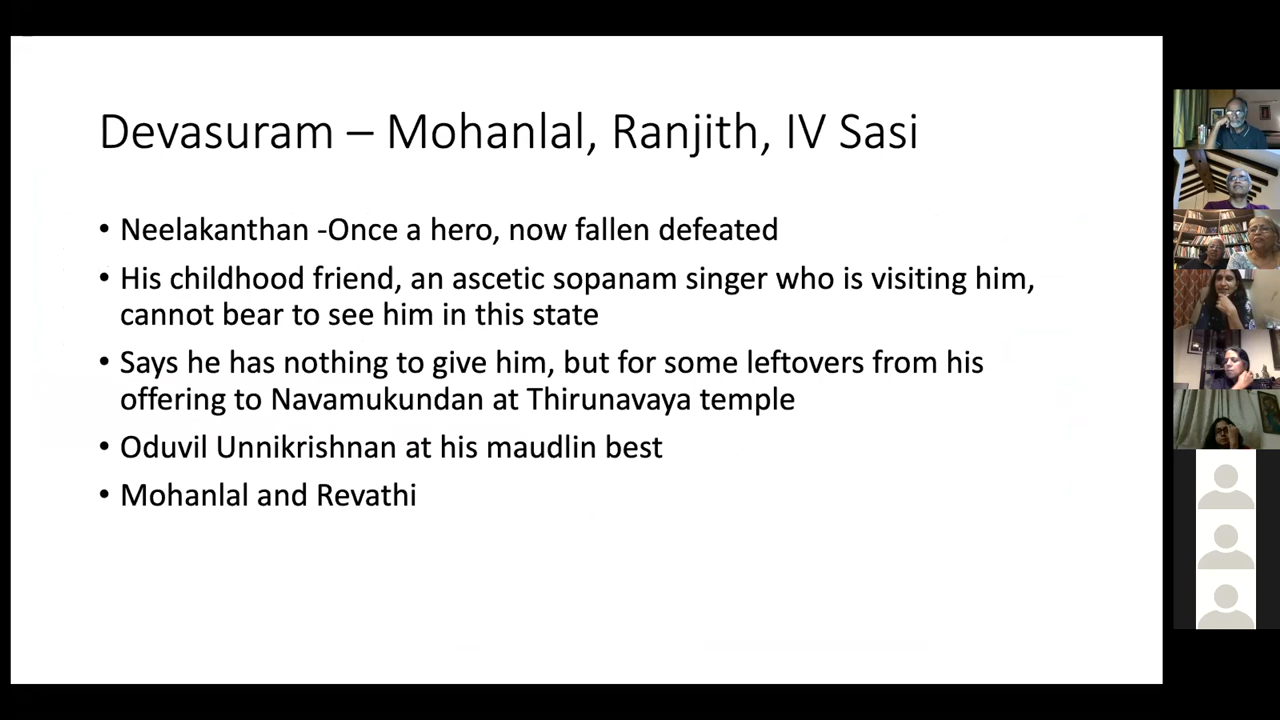 Devasuram – Mohanlal, Ranjith, IV Sasi
• Neelakanthan -Once a hero, now fallen defeated
• His childhood friend, an ascetic sopanam singer who is visiting him,
cannot bear to see him in this state
• Says he has nothing to give him, but for some leftovers from his
offering to Navamukundan at Thirunavaya temple
• Oduvil Unnikrishnan at his maudlin best
• Mohanlal and Revathi